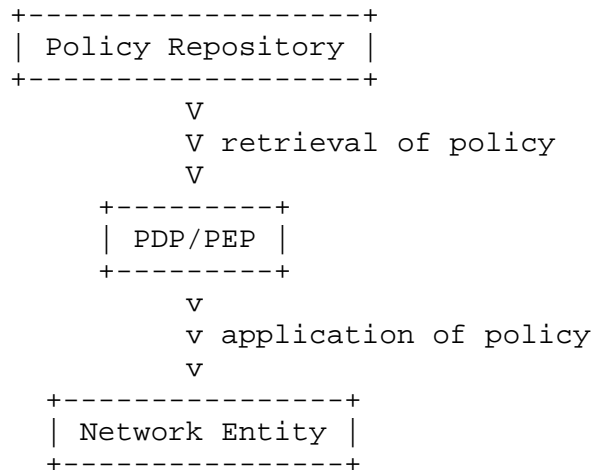 +-------------------+
| Policy Repository |
+-------------------+
V
V retrieval of policy
V
+---------+
| PDP/PEP |
+---------+
v
v application of policy
v
+----------------+
| Network Entity |
+----------------+